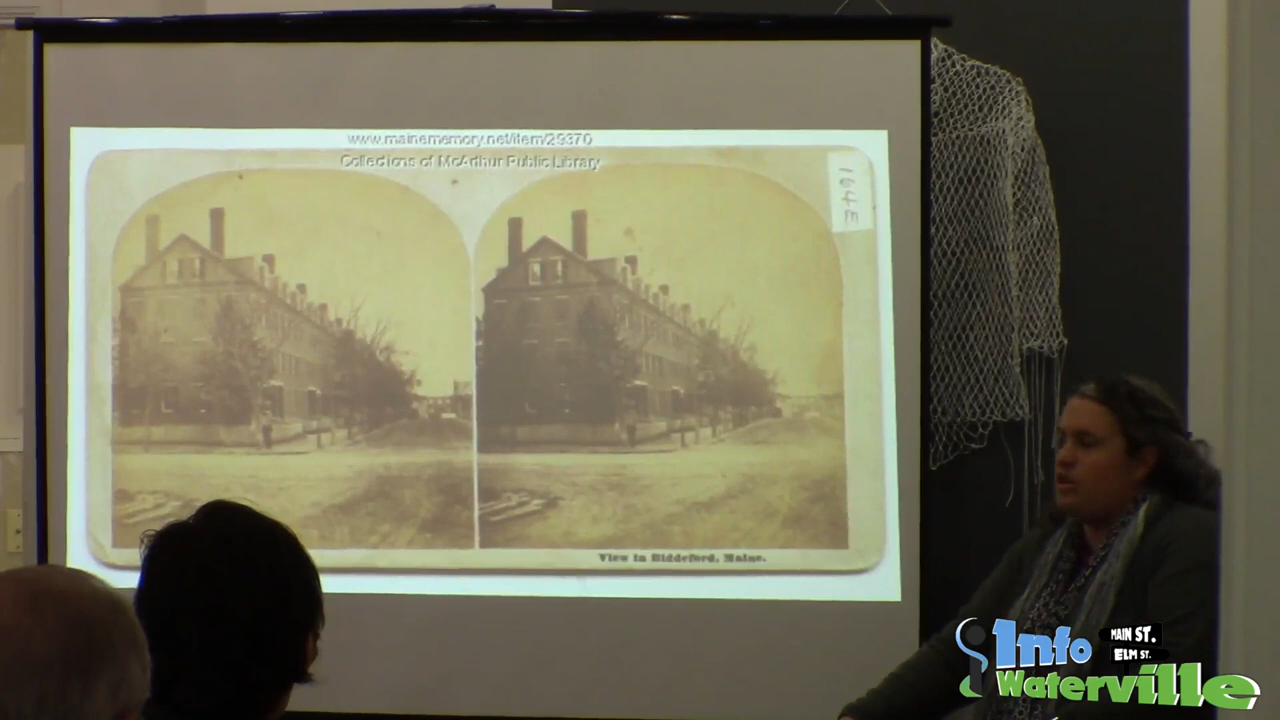 www.mainememory.net/item/29370
Collections of McArthur Public Library
164E
View in Biddeford, Maine.
Info
MAIN ST.
ELM ST.
Waterville